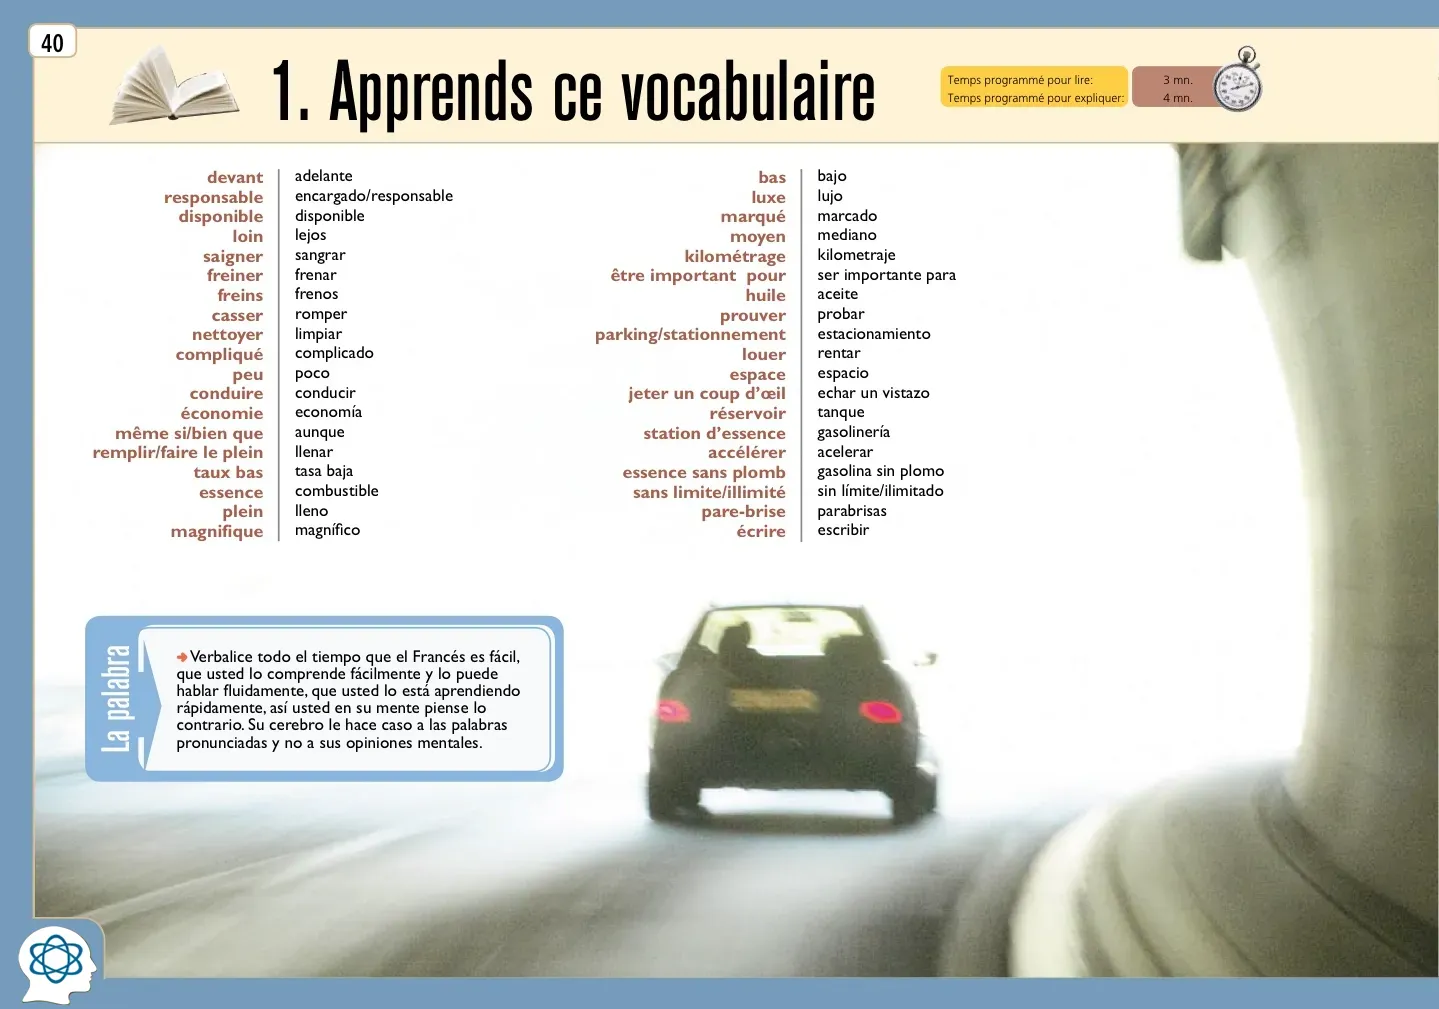 40
1. Apprends ce vocabulaire
Temps programmé pour lire: 3 mn.
Temps programmé pour expliquer: 4 mn.
devant adelante
responsable encargado/responsable
disponible disponible
loin lejos
saigner sangrar
freiner frenar
freins frenos
casser romper
nettoyer limpiar
compliqué complicado
peu poco
conduire conducir
économie economía
même si/bien que aunque
remplir/faire le plein llenar
taux bas tasa baja
essence combustible
plein lleno
magnifique magnífico
bas bajo
luxe lujo
marqué marcado
moyen mediano
kilométrage kilometraje
être important pour ser importante para
huile aceite
prouver probar
parking/stationnement estacionamiento
louer rentar
espace espacio
jeter un coup d’œil echar un vistazo
réservoir tanque
station d’essence gasolinería
accélérer acelerar
essence sans plomb gasolina sin plomo
sans limite/illimité sin límite/ilimitado
pare-brise parabrisas
écrire escribir
La palabra
➜ Verbalice todo el tiempo que el Francés es fácil,
que usted lo comprende fácilmente y lo puede
hablar fluidamente, que usted lo está aprendiendo
rápidamente, así usted en su mente piense lo
contrario. Su cerebro le hace caso a las palabras
pronunciadas y no a sus opiniones mentales.